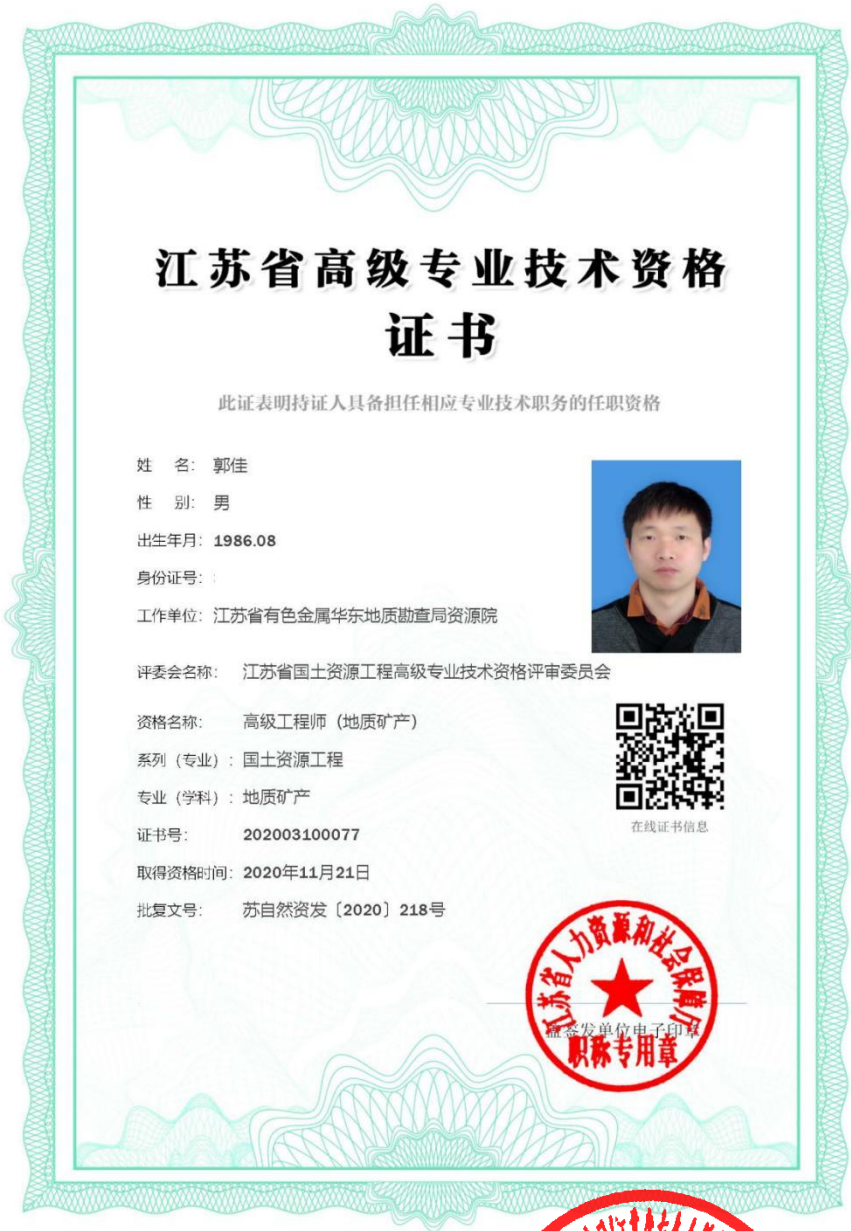 江苏省高级专业技术资格
证书
此证表明持证人具备担任相应专业技术职务的任职资格
姓 名: 郭佳
性 别: 男
出生年月: 1986.08
身份证号:
工作单位: 江苏省有色金属华东地质勘查局资源院
评委会名称: 江苏省国土资源工程高级专业技术资格评审委员会
资格名称: 高级工程师（地质矿产）
系列（专业）: 国土资源工程
专业（学科）: 地质矿产
证书号: 202003100077
取得资格时间: 2020年11月21日
批复文号: 苏自然资发〔2020〕218号
在线证书信息
江苏省人力资源和社会保障厅
盖签发单位电子印章
职称专用章